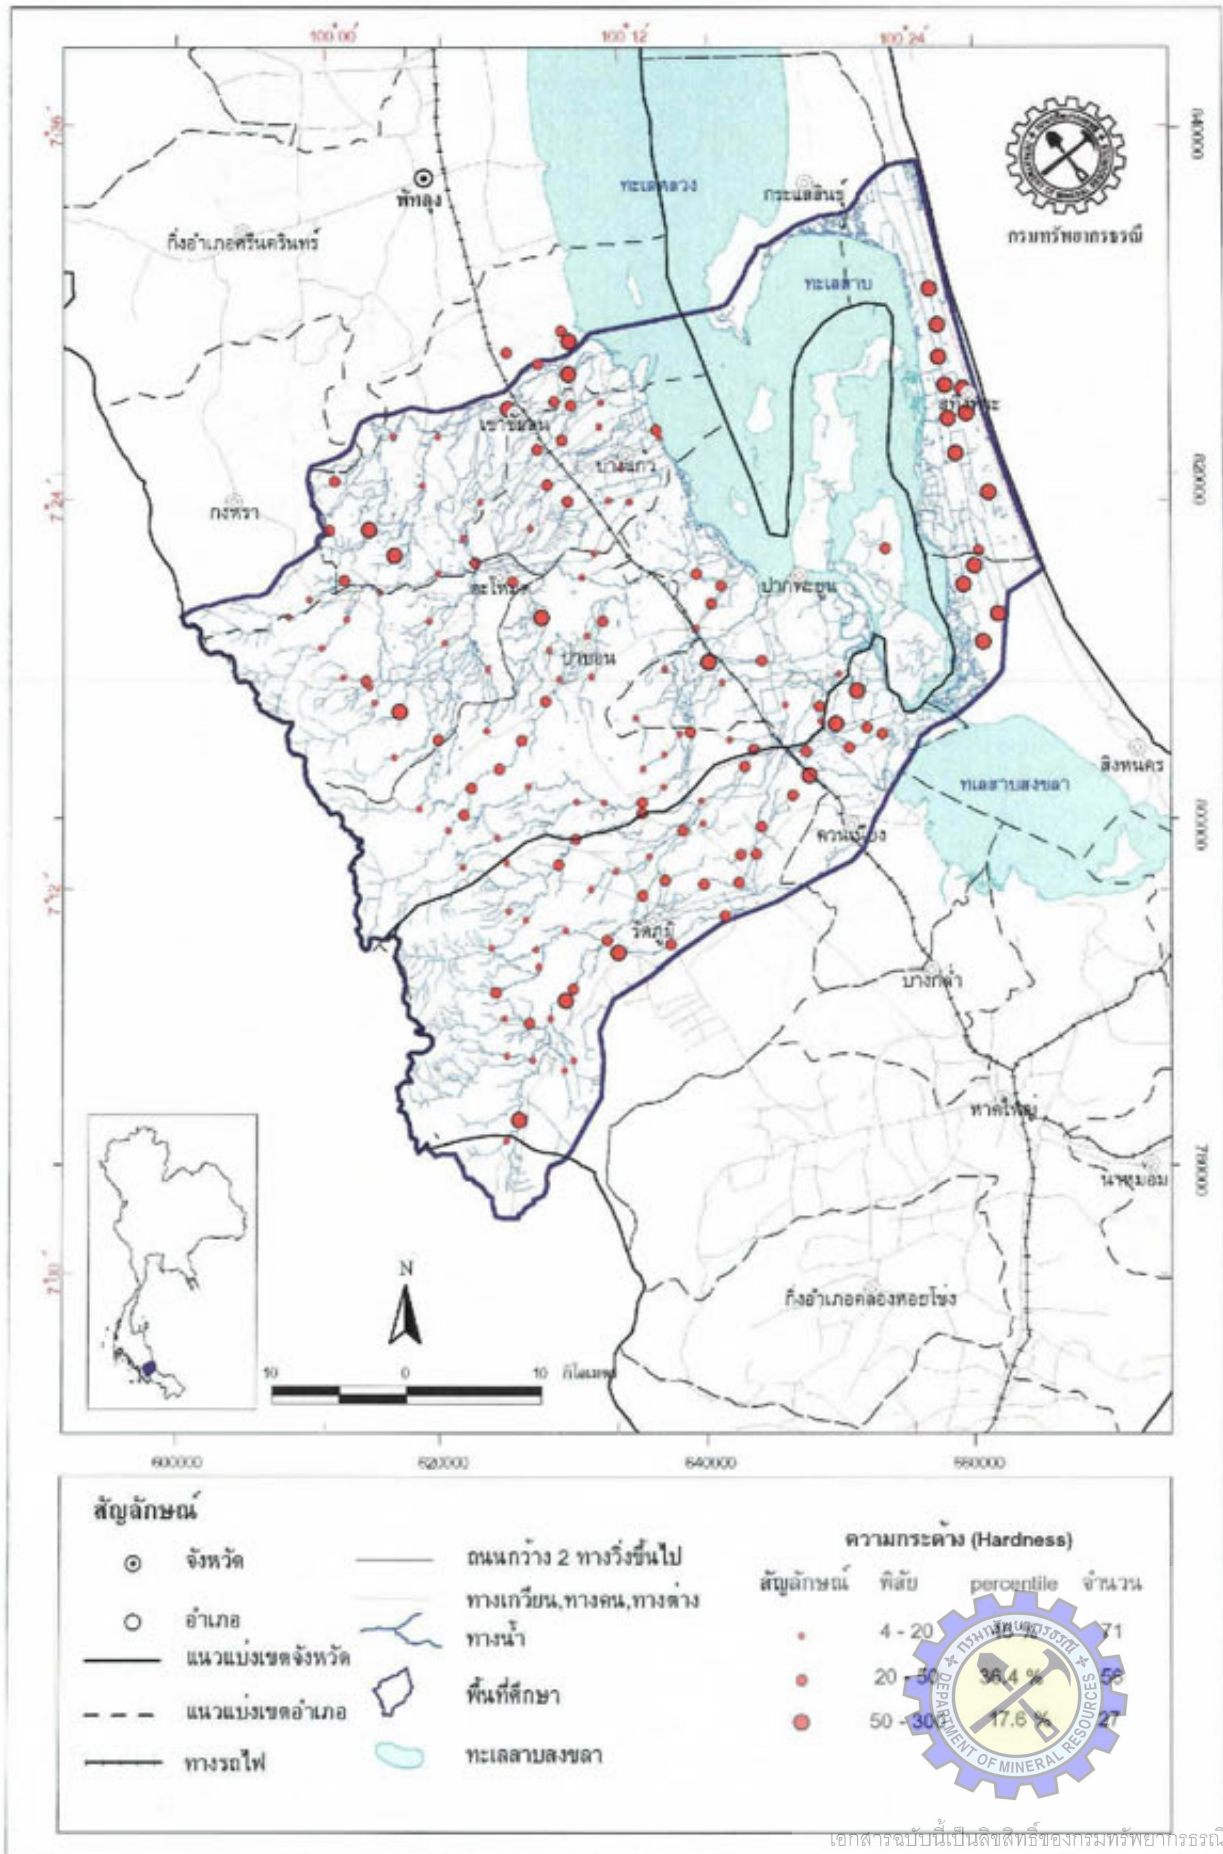 100°00' 100°12' 100°24'
7°36'
840000
พัทลุง
ทะเลหลวง
กระแสสินธุ์
กรมทรัพยากรธรณี
กิ่งอำเภอศรีนครินทร์
ทะเลสาบ
สทิงพระ
เขาชัยสน
บางแก้ว
820000
กงหรา
ตะโหมด
ปากพะยูน
ป่าบอน
สิงหนคร
ทะเลสาบสงขลา
800000
ควนเนียง
รัตภูมิ
บางกล่ำ
หาดใหญ่
นาหม่อม
780000
7°00'
N
กิ่งอำเภอคลองหอยโข่ง
10 0 10 กิโลเมตร
600000 620000 640000 660000
สัญลักษณ์
จังหวัด
อำเภอ
แนวแบ่งเขตจังหวัด
แนวแบ่งเขตอำเภอ
ทางรถไฟ
ถนนกว้าง 2 ทางวิ่งขึ้นไป
ทางเกวียน,ทางคน,ทางต่าง
ทางน้ำ
พื้นที่ศึกษา
ทะเลสาบสงขลา
ความกระด้าง (Hardness)
สัญลักษณ์ พิสัย percentile จำนวน
4 - 20 71
20 - 50 36.4 % 56
50 - 300 17.6 % 27
กรมทรัพยากรธรณี
DEPARTMENT OF MINERAL RESOURCES
เอกสารฉบับนี้เป็นลิขสิทธิ์ของกรมทรัพยากรธรณี